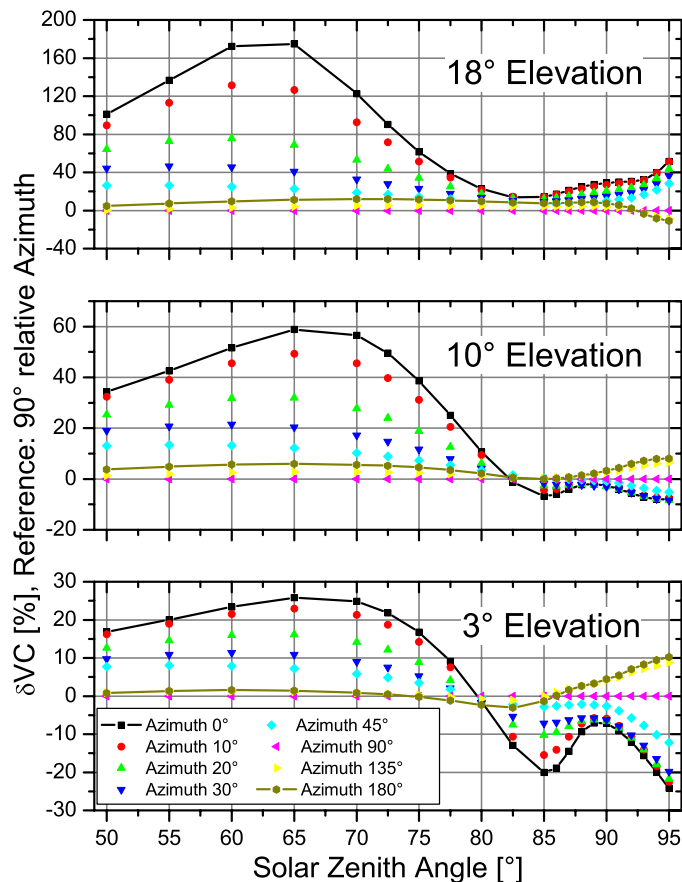 δVC [%], Reference: 90° relative Azimuth
200
160
120
80
40
0
-40
18° Elevation
60
40
20
0
-20
10° Elevation
30
20
10
0
-10
-20
-30
3° Elevation
Azimuth 0° Azimuth 45°
Azimuth 10° Azimuth 90°
Azimuth 20° Azimuth 135°
Azimuth 30° Azimuth 180°
50 55 60 65 70 75 80 85 90 95
Solar Zenith Angle [°]